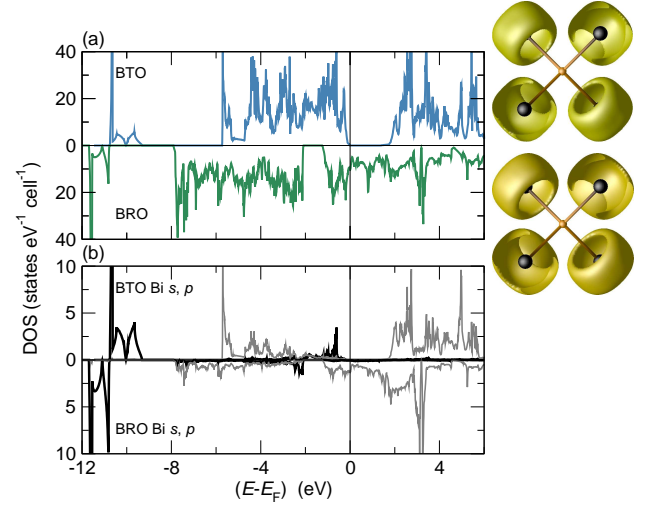 (a)
40
BTO
20
0
20
BRO
40
(b)
10
BTO Bi s, p
5
0
5
BRO Bi s, p
10
-12 -8 -4 0 4
(E-E_F) (eV)
DOS (states eV⁻¹ cell⁻¹)